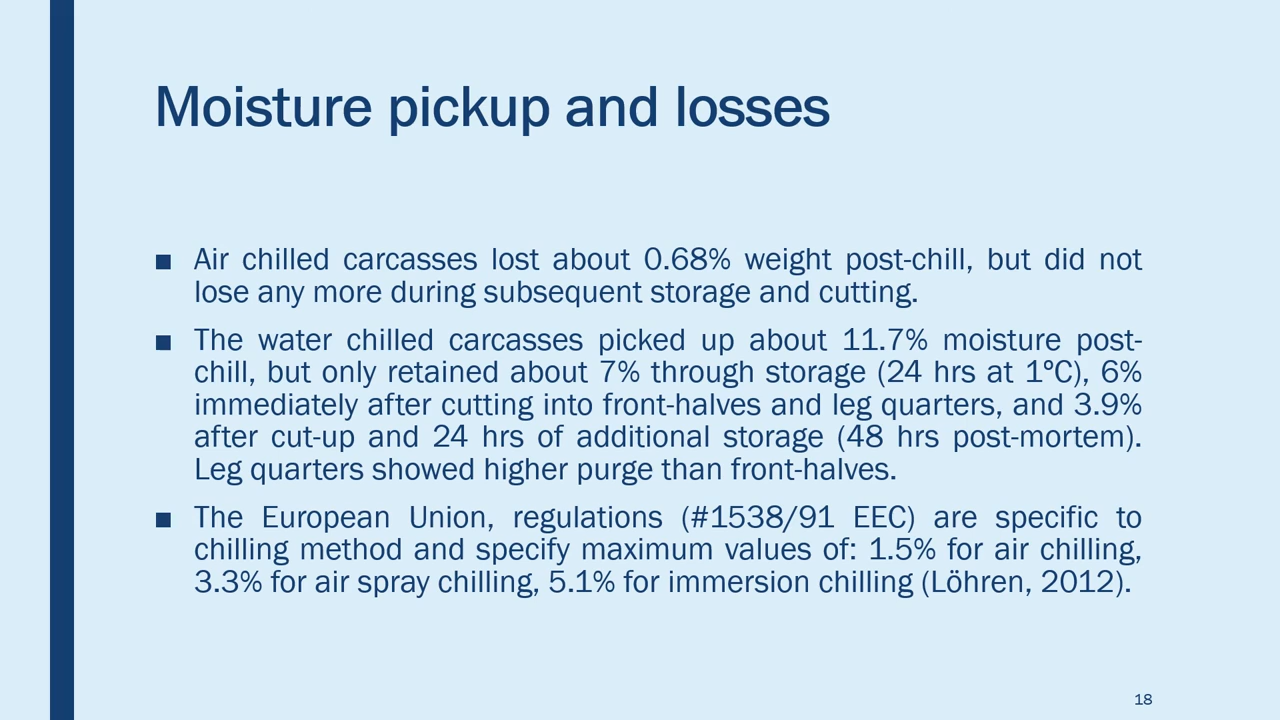 Moisture pickup and losses
■ Air chilled carcasses lost about 0.68% weight post-chill, but did not
lose any more during subsequent storage and cutting.
■ The water chilled carcasses picked up about 11.7% moisture post-
chill, but only retained about 7% through storage (24 hrs at 1°C), 6%
immediately after cutting into front-halves and leg quarters, and 3.9%
after cut-up and 24 hrs of additional storage (48 hrs post-mortem).
Leg quarters showed higher purge than front-halves.
■ The European Union, regulations (#1538/91 EEC) are specific to
chilling method and specify maximum values of: 1.5% for air chilling,
3.3% for air spray chilling, 5.1% for immersion chilling (Löhren, 2012).
18